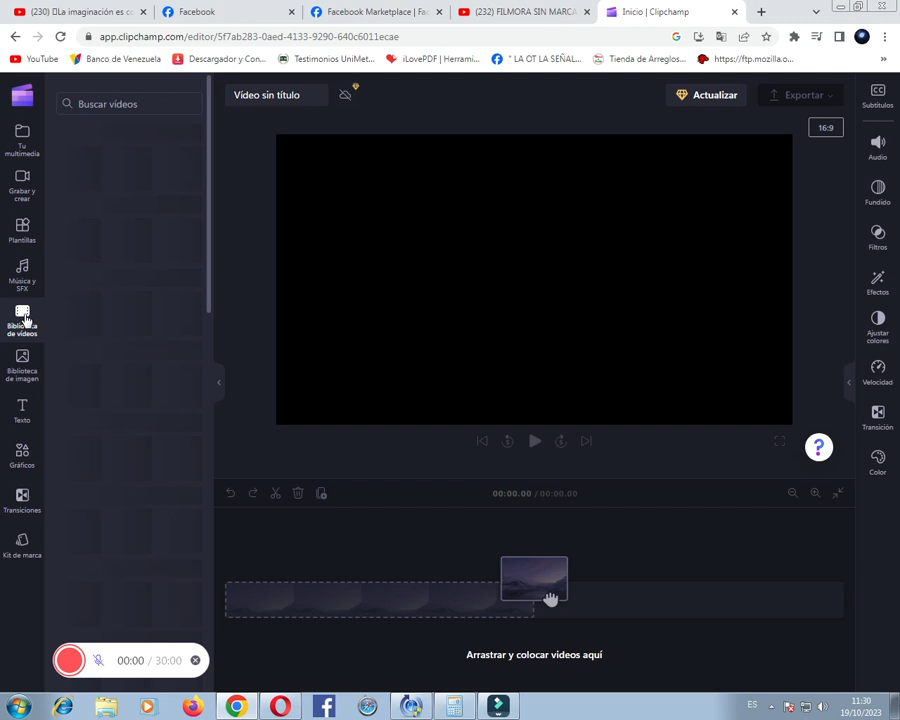 (230) La imaginación es co
Facebook
Facebook Marketplace | Fac
(232) FILMORA SIN MARCA
Inicio | Clipchamp
app.clipchamp.com/editor/5f7ab283-0aed-4133-9290-640c6011ecae
YouTube
Banco de Venezuela
Descargador y Con...
Testimonios UniMet...
iLovePDF | Herrami...
" LA OT LA SEÑAL...
Tienda de Arreglos...
https://ftp.mozilla.o...
Buscar vídeos
Vídeo sin título
Actualizar
Exportar
16:9
Tu
multimedia
Grabar y
crear
Plantillas
Música y
SFX
Biblioteca
de vídeos
Biblioteca
de imagen
Texto
Gráficos
Transiciones
Kit de marca
Subtítulos
Audio
Fundido
Filtros
Efectos
Ajustar
colores
Velocidad
Transición
Color
5
5
?
00:00.00 / 00:00.00
Arrastrar y colocar vídeos aquí
00:00 / 30:00
ES
11:30
19/10/2023